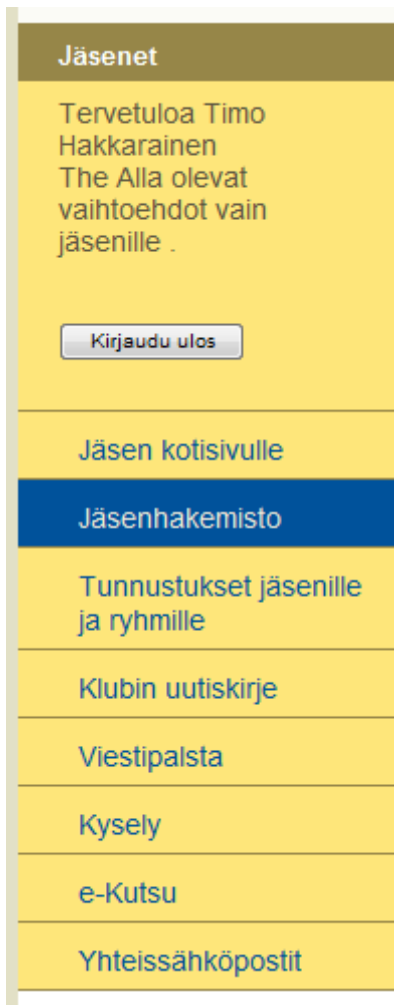 Jäsenet
Tervetuloa Timo
Hakkarainen
The Alla olevat
vaihtoehdot vain
jäsenille .
Kirjaudu ulos
Jäsen kotisivulle
Jäsenhakemisto
Tunnustukset jäsenille
ja ryhmille
Klubin uutiskirje
Viestipalsta
Kysely
e-Kutsu
Yhteissähköpostit